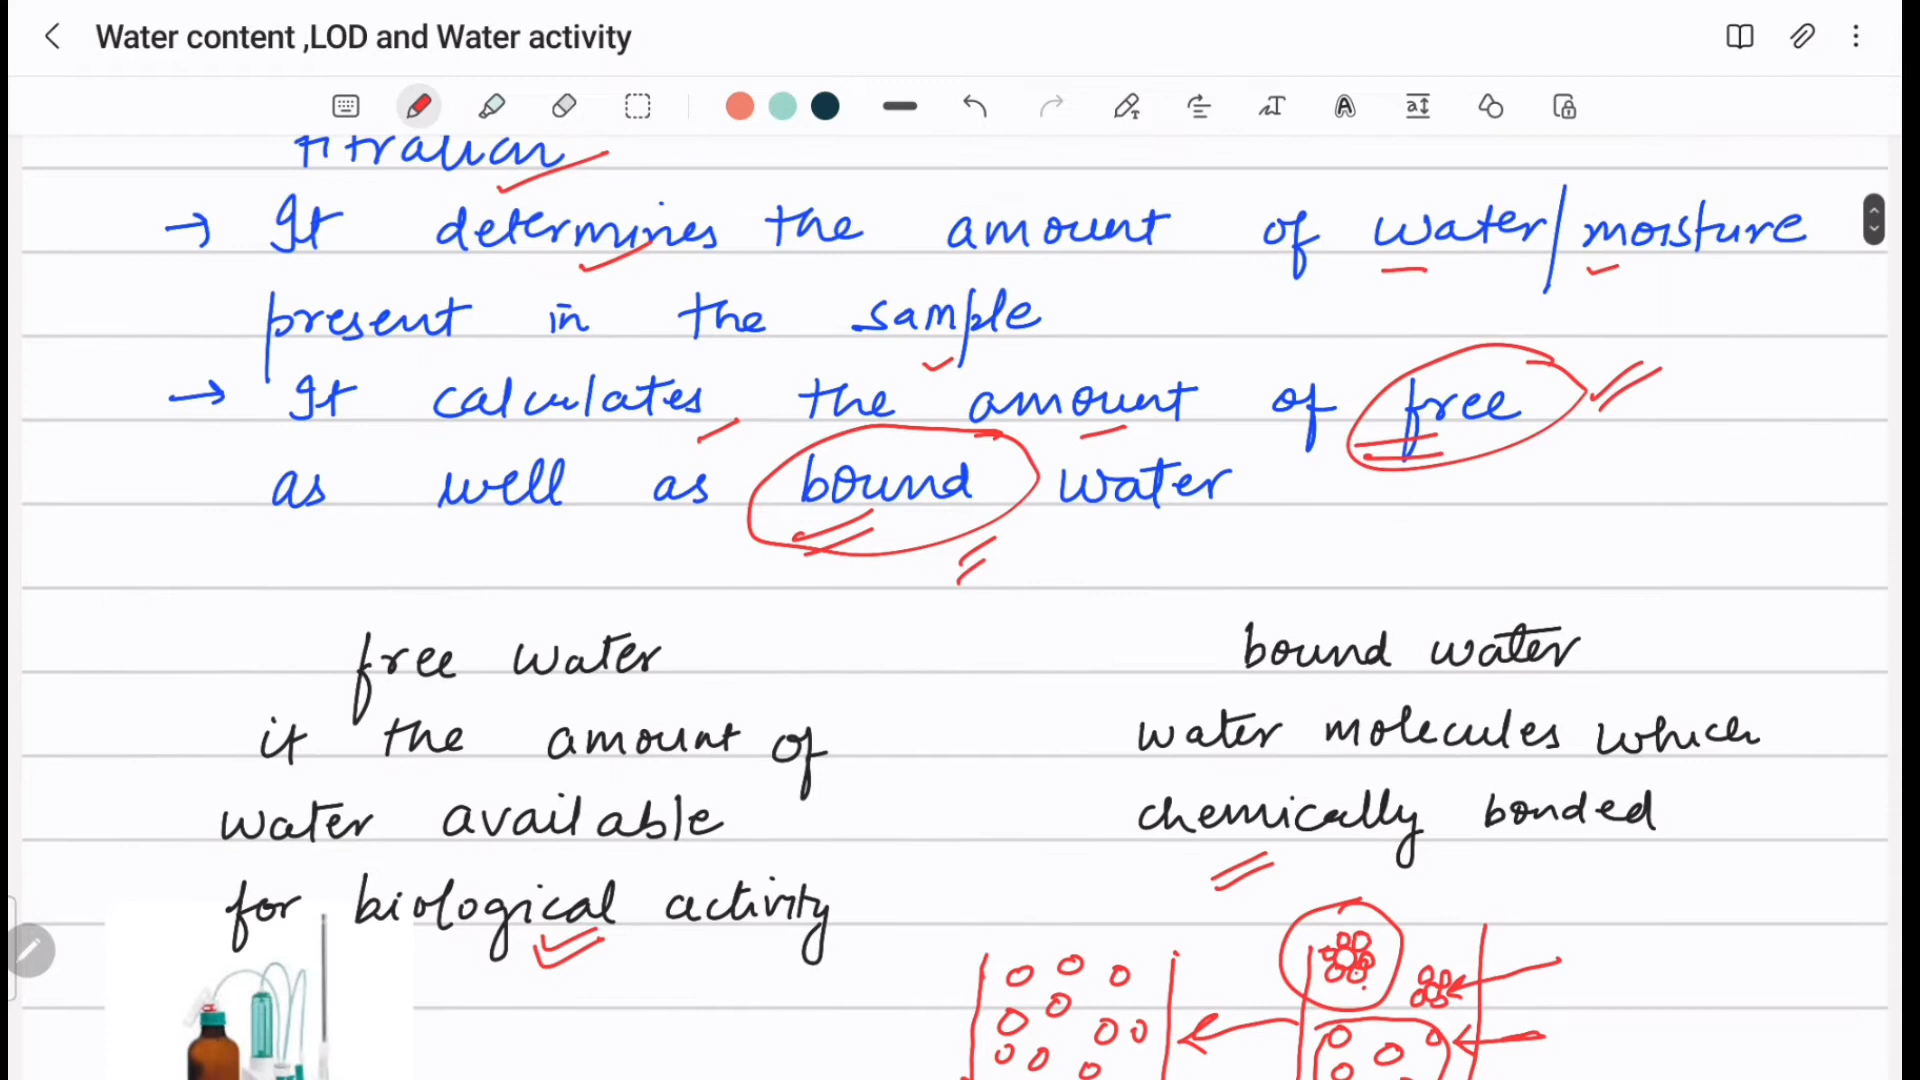 Water content ,LOD and Water activity
titration
→ It determines the amount of water/moisture
present in the sample
→ It calculates the amount of free
as well as bound water
free water
it the amount of
water available
for biological activity
bound water
water molecules which
chemically bonded